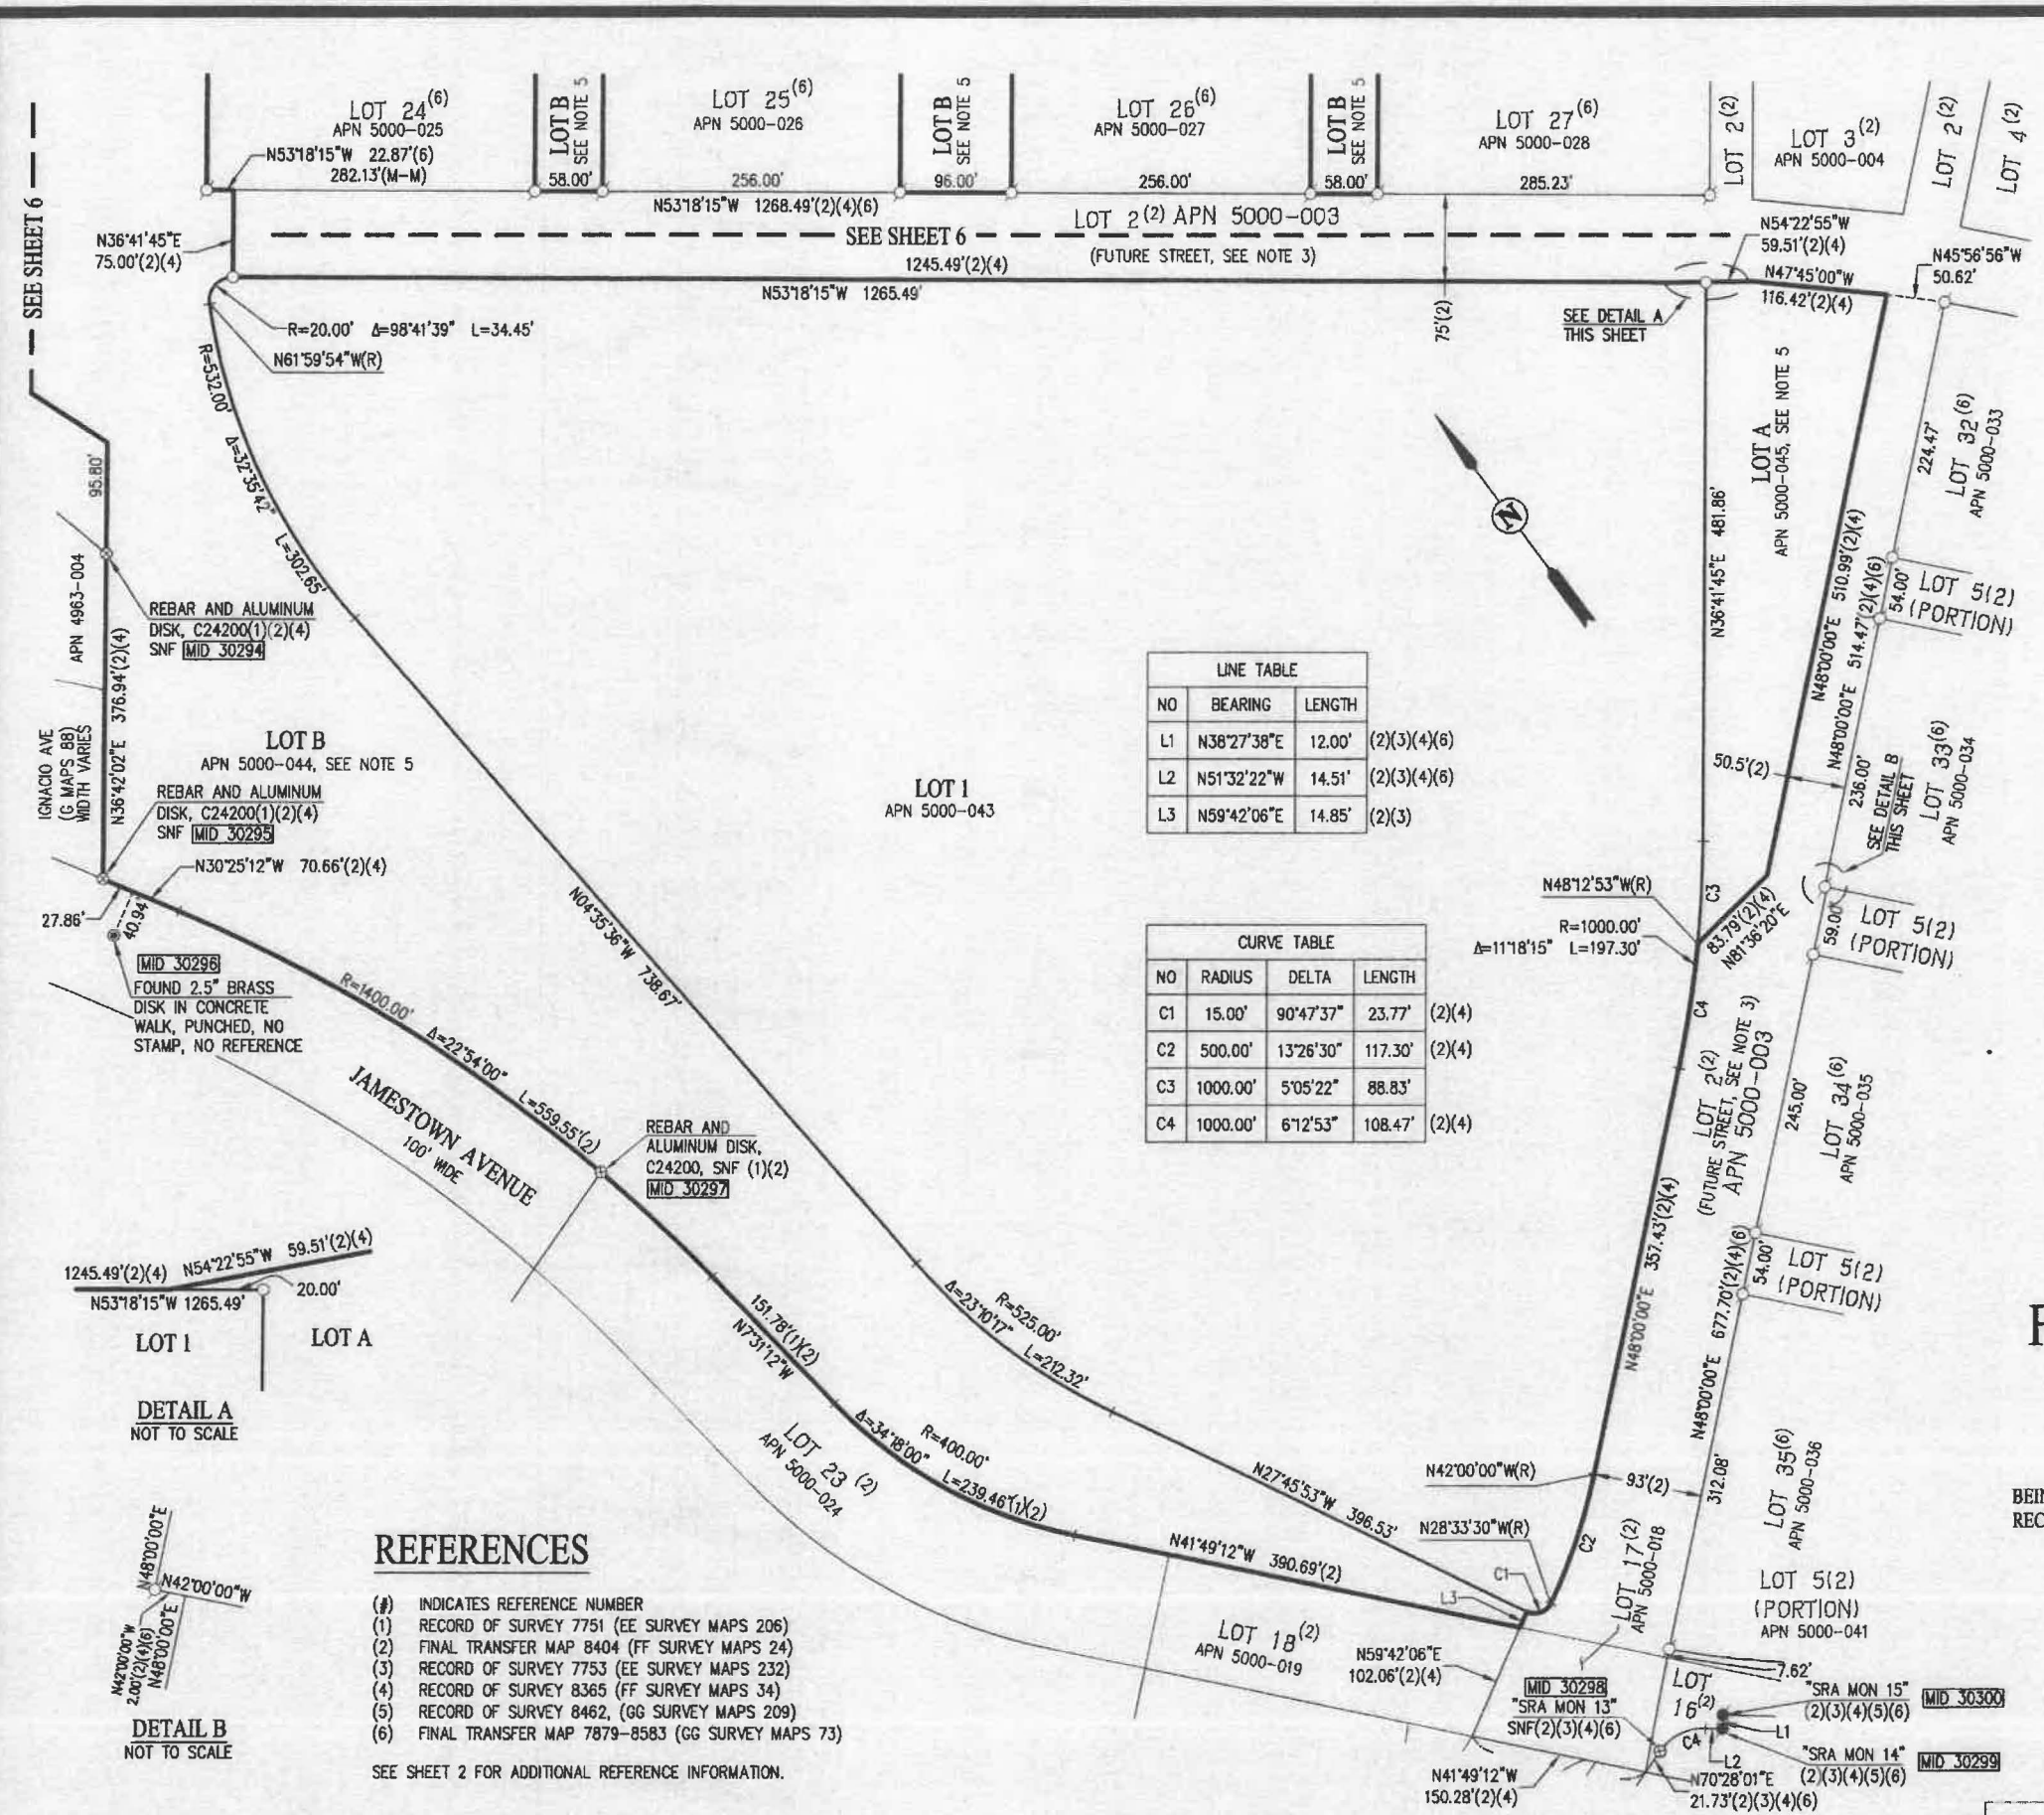 LOT 24(6)
APN 5000-025
LOT B
SEE NOTE 5
LOT 25(6)
APN 5000-026
LOT B
SEE NOTE 5
LOT 26(6)
APN 5000-027
LOT B
SEE NOTE 5
LOT 27(6)
APN 5000-028
LOT 2(2)
LOT 3(2)
APN 5000-004
LOT 2(2)
LOT 4(2)
SEE SHEET 6
N53°18'15"W 22.87'(6)
282.13'(M-M)
58.00'
256.00'
96.00'
256.00'
58.00'
285.23'
N53°18'15"W 1268.49'(2)(4)(6)
LOT 2(2) APN 5000-003
N36°41'45"E
75.00'(2)(4)
SEE SHEET 6
(FUTURE STREET, SEE NOTE 3)
1245.49'(2)(4)
N53°18'15"W 1265.49'
75'(2)
N54°22'55"W
59.51'(2)(4)
N45°56'56"W
50.62'
N47°45'00"W
116.42'(2)(4)
SEE DETAIL A
THIS SHEET
R=20.00' Δ=98°41'39" L=34.45'
N61°59'54"W(R)
R=532.00' Δ=32°35'42" L=302.65'
95.80'
APN 4963-004
REBAR AND ALUMINUM
DISK, C24200(1)(2)(4)
SNF MID 30294
N36°42'02"E 376.94'(2)(4)
IGNACIO AVE
(G MAPS 88)
WIDTH VARIES
LOT B
APN 5000-044, SEE NOTE 5
REBAR AND ALUMINUM
DISK, C24200(1)(2)(4)
SNF MID 30295
N30°25'12"W 70.66'(2)(4)
27.86'
40.94'
MID 30296
FOUND 2.5" BRASS
DISK IN CONCRETE
WALK, PUNCHED, NO
STAMP, NO REFERENCE
R=1400.00' Δ=22°54'00" L=559.55'(2)
JAMESTOWN AVENUE
100' WIDE
REBAR AND
ALUMINUM DISK,
C24200, SNF (1)(2)
MID 30297
N04°35'36"W 738.67'
LOT 1
APN 5000-043
N
LINE TABLE
NO BEARING LENGTH
L1 N38°27'38"E 12.00' (2)(3)(4)(6)
L2 N51°32'22"W 14.51' (2)(3)(4)(6)
L3 N59°42'06"E 14.85' (2)(3)
CURVE TABLE
NO RADIUS DELTA LENGTH
C1 15.00' 90°47'37" 23.77' (2)(4)
C2 500.00' 13°26'30" 117.30' (2)(4)
C3 1000.00' 5°05'22" 88.83'
C4 1000.00' 6°12'53" 108.47' (2)(4)
N36°41'45"E 481.86'
LOT A
APN 5000-045, SEE NOTE 5
N48°00'00"E 510.99'(2)(4)
N48°00'00"E 514.47'(2)(4)(6)
224.47'
LOT 32(6)
APN 5000-033
54.00'
LOT 5(2)
(PORTION)
50.5'(2)
236.00'
SEE DETAIL B
THIS SHEET
LOT 33(6)
APN 5000-034
N48°12'53"W(R)
R=1000.00'
Δ=11°18'15" L=197.30'
C3
83.79'(2)(4)
N81°36'20"E
59.00'
LOT 5(2)
(PORTION)
C4
LOT 2(2)
(FUTURE STREET, SEE NOTE 3)
APN 5000-003
245.00'
LOT 34(6)
APN 5000-035
N48°00'00"E 357.43'(2)(4)
N48°00'00"E 677.70'(2)(4)(6)
54.00'
LOT 5(2)
(PORTION)
312.08'
LOT 35(6)
APN 5000-036
N42°00'00"W(R)
93'(2)
N28°33'30"W(R)
C2
C1
L3
LOT 17(2)
APN 5000-018
LOT 5(2)
(PORTION)
APN 5000-041
151.78'(1)(2)
N7°31'12"W
R=525.00'
Δ=23°10'17" L=212.32'
R=400.00'
Δ=34°18'00" L=239.46'(1)(2)
N27°45'53"W 396.53'
N41°49'12"W 390.69'(2)
LOT 23 (2)
APN 5000-024
LOT 18(2)
APN 5000-019
N59°42'06"E
102.06'(2)(4)
MID 30298
"SRA MON 13"
SNF(2)(3)(4)(6)
LOT
16(2)
7.62'
"SRA MON 15"
(2)(3)(4)(5)(6)
MID 30300
L1
C4
L2
"SRA MON 14"
(2)(3)(4)(5)(6)
MID 30299
N70°28'01"E
21.73'(2)(3)(4)(6)
N41°49'12"W
150.28'(2)(4)
1245.49'(2)(4) N54°22'55"W 59.51'(2)(4)
N53°18'15"W 1265.49'
20.00'
LOT 1
LOT A
DETAIL A
NOT TO SCALE
N48°00'00"E
N42°00'00"W
N42°00'00"W
2.00'(2)(4)(6)
N48°00'00"E
DETAIL B
NOT TO SCALE
REFERENCES
(#) INDICATES REFERENCE NUMBER
(1) RECORD OF SURVEY 7751 (EE SURVEY MAPS 206)
(2) FINAL TRANSFER MAP 8404 (FF SURVEY MAPS 24)
(3) RECORD OF SURVEY 7753 (EE SURVEY MAPS 232)
(4) RECORD OF SURVEY 8365 (FF SURVEY MAPS 34)
(5) RECORD OF SURVEY 8462, (GG SURVEY MAPS 209)
(6) FINAL TRANSFER MAP 7879-8583 (GG SURVEY MAPS 73)
SEE SHEET 2 FOR ADDITIONAL REFERENCE INFORMATION.